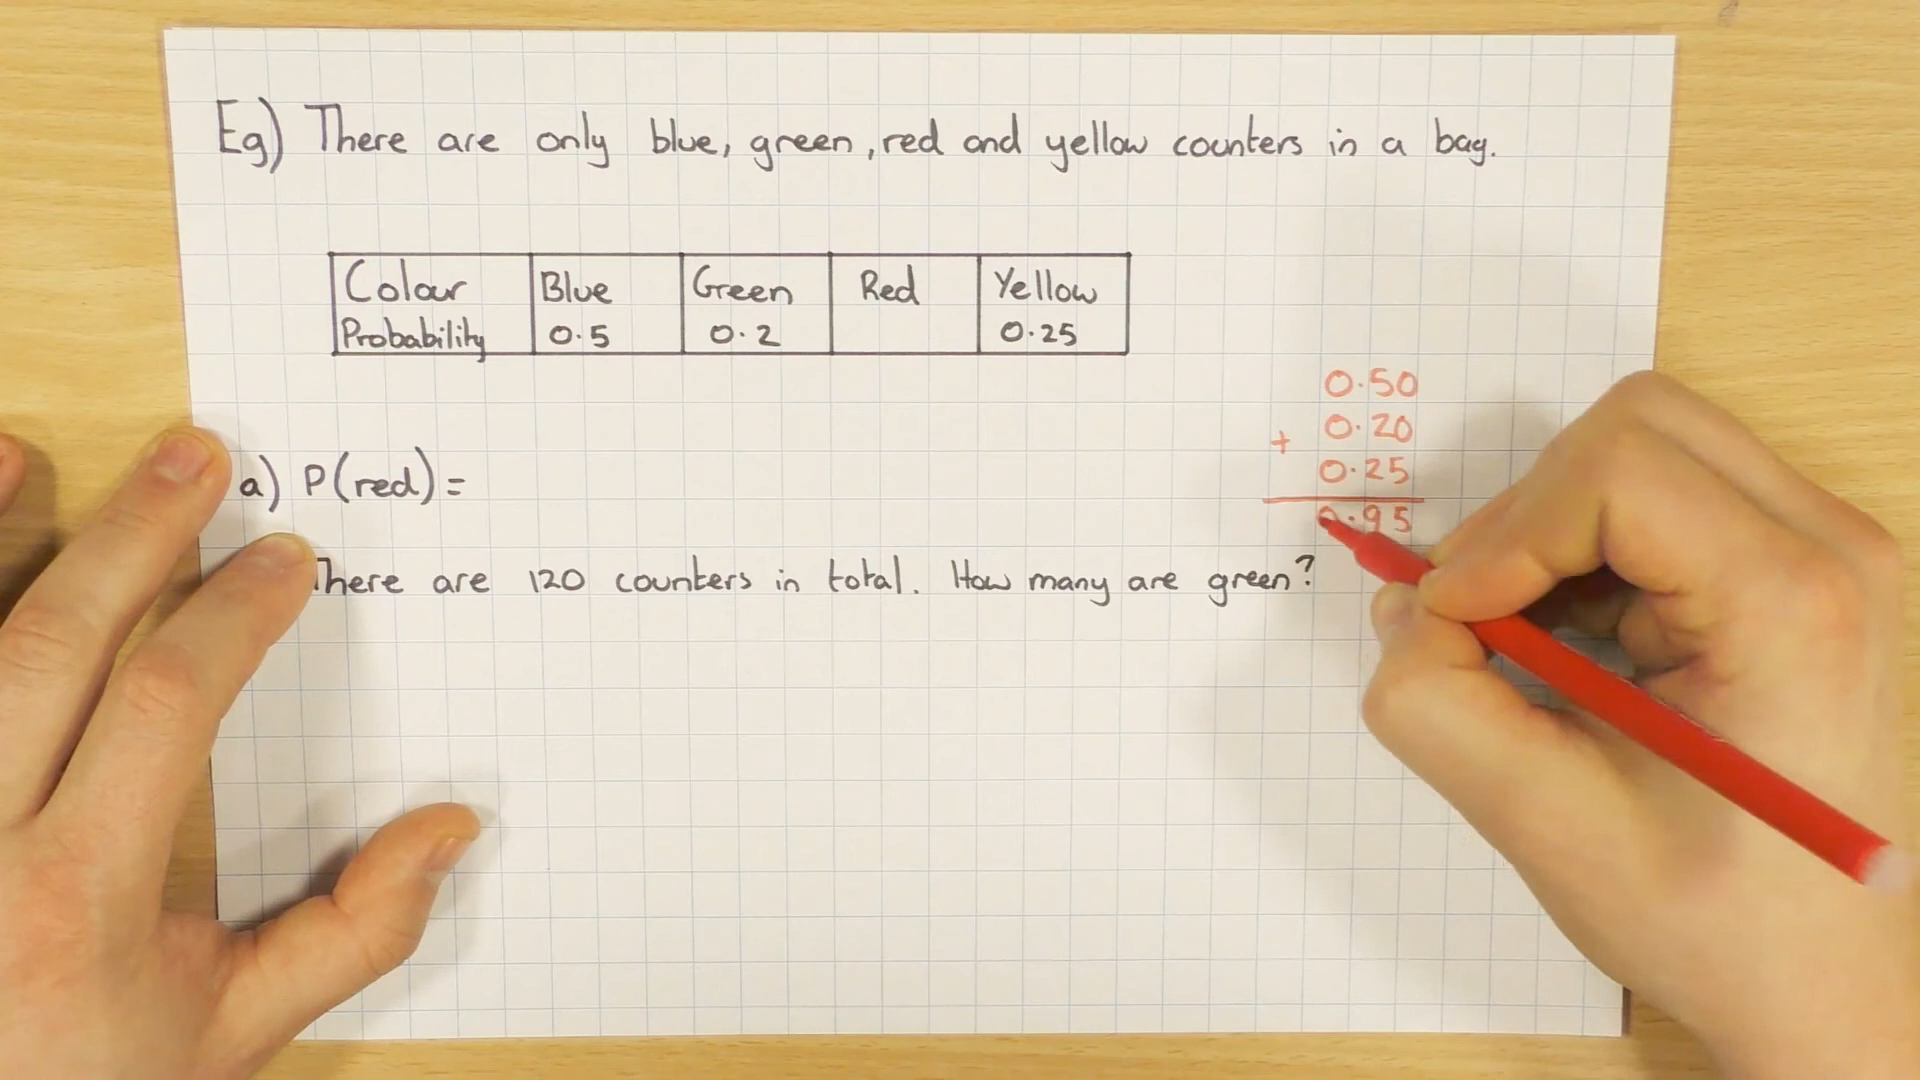 Eg) There are only blue, green, red and yellow counters in a bag.
Colour Blue Green Red Yellow
Probability 0.5 0.2 0.25
0.50
0.20
+
0.25
a) P(red) =
0.95
There are 120 counters in total. How many are green?